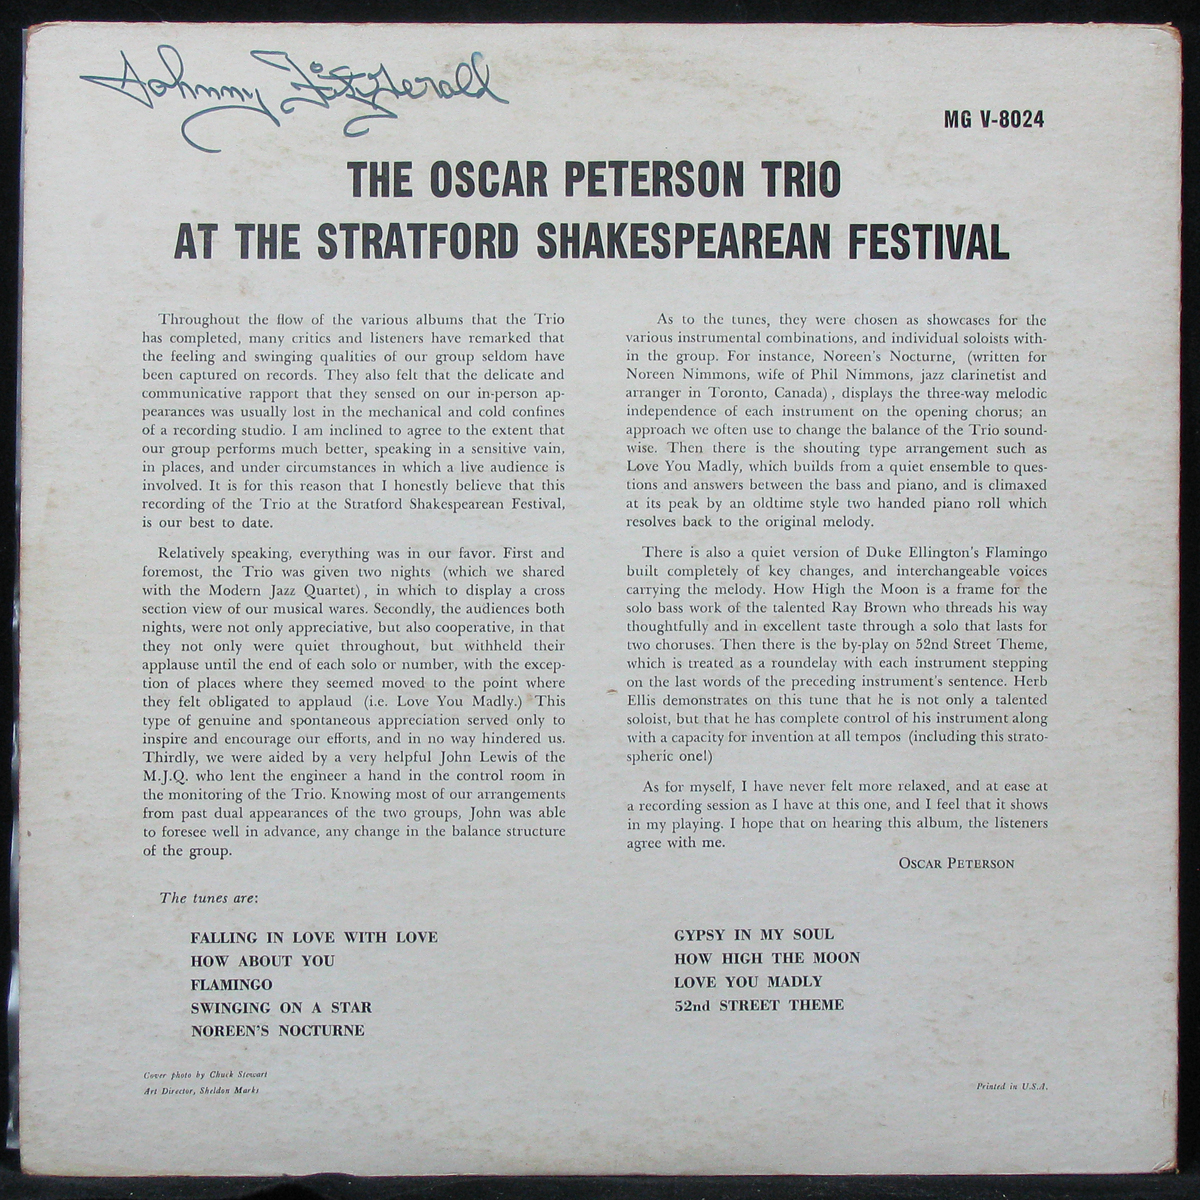 Johnny Fitzgerald
MG V-8024
THE OSCAR PETERSON TRIO
AT THE STRATFORD SHAKESPEAREAN FESTIVAL
Throughout the flow of the various albums that the Trio
has completed, many critics and listeners have remarked that
the feeling and swinging qualities of our group seldom have
been captured on records. They also felt that the delicate and
communicative rapport that they sensed on our in-person ap-
pearances was usually lost in the mechanical and cold confines
of a recording studio. I am inclined to agree to the extent that
our group performs much better, speaking in a sensitive vain,
in places, and under circumstances in which a live audience is
involved. It is for this reason that I honestly believe that this
recording of the Trio at the Stratford Shakespearean Festival,
is our best to date.
Relatively speaking, everything was in our favor. First and
foremost, the Trio was given two nights (which we shared
with the Modern Jazz Quartet), in which to display a cross
section view of our musical wares. Secondly, the audiences both
nights, were not only appreciative, but also cooperative, in that
they not only were quiet throughout, but withheld their
applause until the end of each solo or number, with the excep-
tion of places where they seemed moved to the point where
they felt obligated to applaud (i.e. Love You Madly.) This
type of genuine and spontaneous appreciation served only to
inspire and encourage our efforts, and in no way hindered us.
Thirdly, we were aided by a very helpful John Lewis of the
M.J.Q. who lent the engineer a hand in the control room in
the monitoring of the Trio. Knowing most of our arrangements
from past dual appearances of the two groups, John was able
to foresee well in advance, any change in the balance structure
of the group.
As to the tunes, they were chosen as showcases for the
various instrumental combinations, and individual soloists with-
in the group. For instance, Noreen's Nocturne, (written for
Noreen Nimmons, wife of Phil Nimmons, jazz clarinetist and
arranger in Toronto, Canada), displays the three-way melodic
independence of each instrument on the opening chorus; an
approach we often use to change the balance of the Trio sound-
wise. Then there is the shouting type arrangement such as
Love You Madly, which builds from a quiet ensemble to ques-
tions and answers between the bass and piano, and is climaxed
at its peak by an oldtime style two handed piano roll which
resolves back to the original melody.
There is also a quiet version of Duke Ellington's Flamingo
built completely of key changes, and interchangeable voices
carrying the melody. How High the Moon is a frame for the
solo bass work of the talented Ray Brown who threads his way
thoughtfully and in excellent taste through a solo that lasts for
two choruses. Then there is the by-play on 52nd Street Theme,
which is treated as a roundelay with each instrument stepping
on the last words of the preceding instrument's sentence. Herb
Ellis demonstrates on this tune that he is not only a talented
soloist, but that he has complete control of his instrument along
with a capacity for invention at all tempos (including this strato-
spheric one!)
As for myself, I have never felt more relaxed, and at ease at
a recording session as I have at this one, and I feel that it shows
in my playing. I hope that on hearing this album, the listeners
agree with me.
OSCAR PETERSON
The tunes are:
FALLING IN LOVE WITH LOVE
HOW ABOUT YOU
FLAMINGO
SWINGING ON A STAR
NOREEN'S NOCTURNE
GYPSY IN MY SOUL
HOW HIGH THE MOON
LOVE YOU MADLY
52nd STREET THEME
Cover photo by Chuck Stewart
Art Director, Sheldon Marks
Printed in U.S.A.